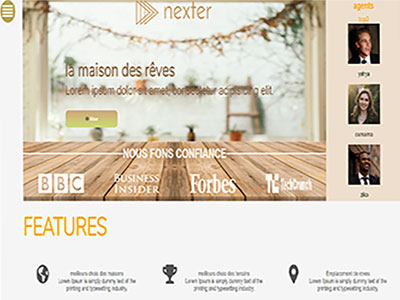 nexter
la maison des rêves
Lorem ipsum dolor sit amet, consectetur adipisicing elit.
NOUS FONS CONFIANCE
BBC
BUSINESS
INSIDER
Forbes
TechCrunch
agents
yahya
oumaima
FEATURES
meilleurs choix des maisons
Lorem Ipsum is simply dummy text of the
printing and typesetting industry.
meilleurs choix des terrains
Lorem Ipsum is simply dummy text of the
printing and typesetting industry.
Emplacement de reves
Lorem Ipsum is simply dummy text of the
printing and typesetting industry.